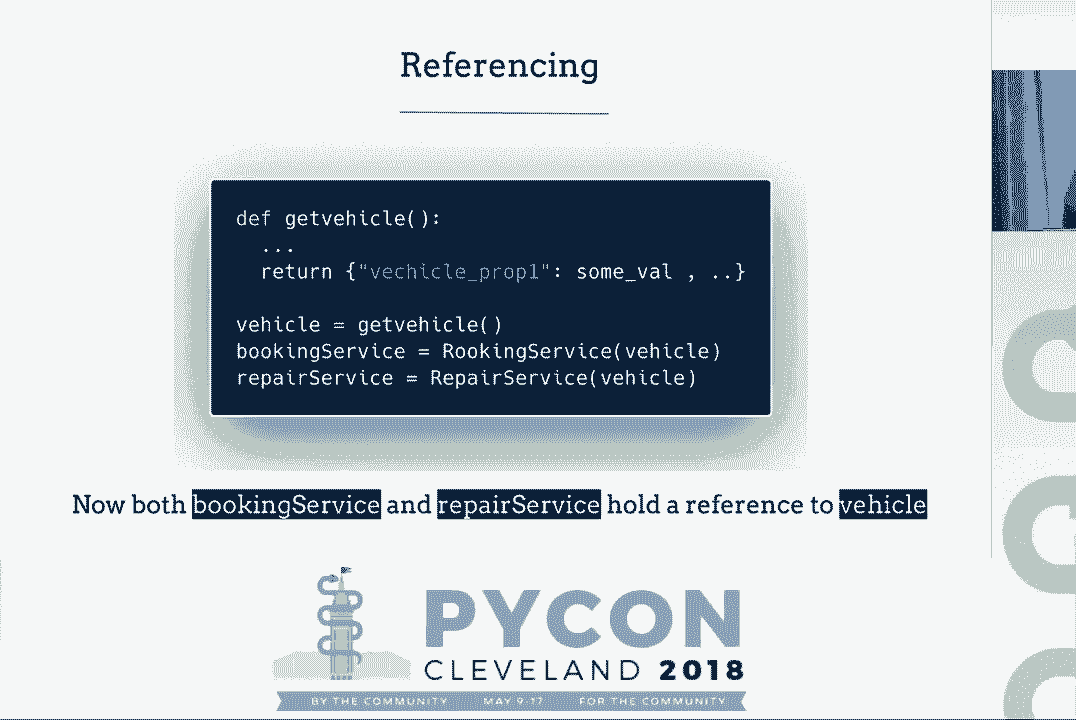 Referencing
def getvehicle():
...
return {"vechicle_prop1": some_val , ..}
vehicle = getvehicle()
bookingService = RookingService(vehicle)
repairService = RepairService(vehicle)
Now both bookingService and repairService hold a reference to vehicle
PYCON
CLEVELAND 2018
BY THE COMMUNITY MAY 9-17 FOR THE COMMUNITY